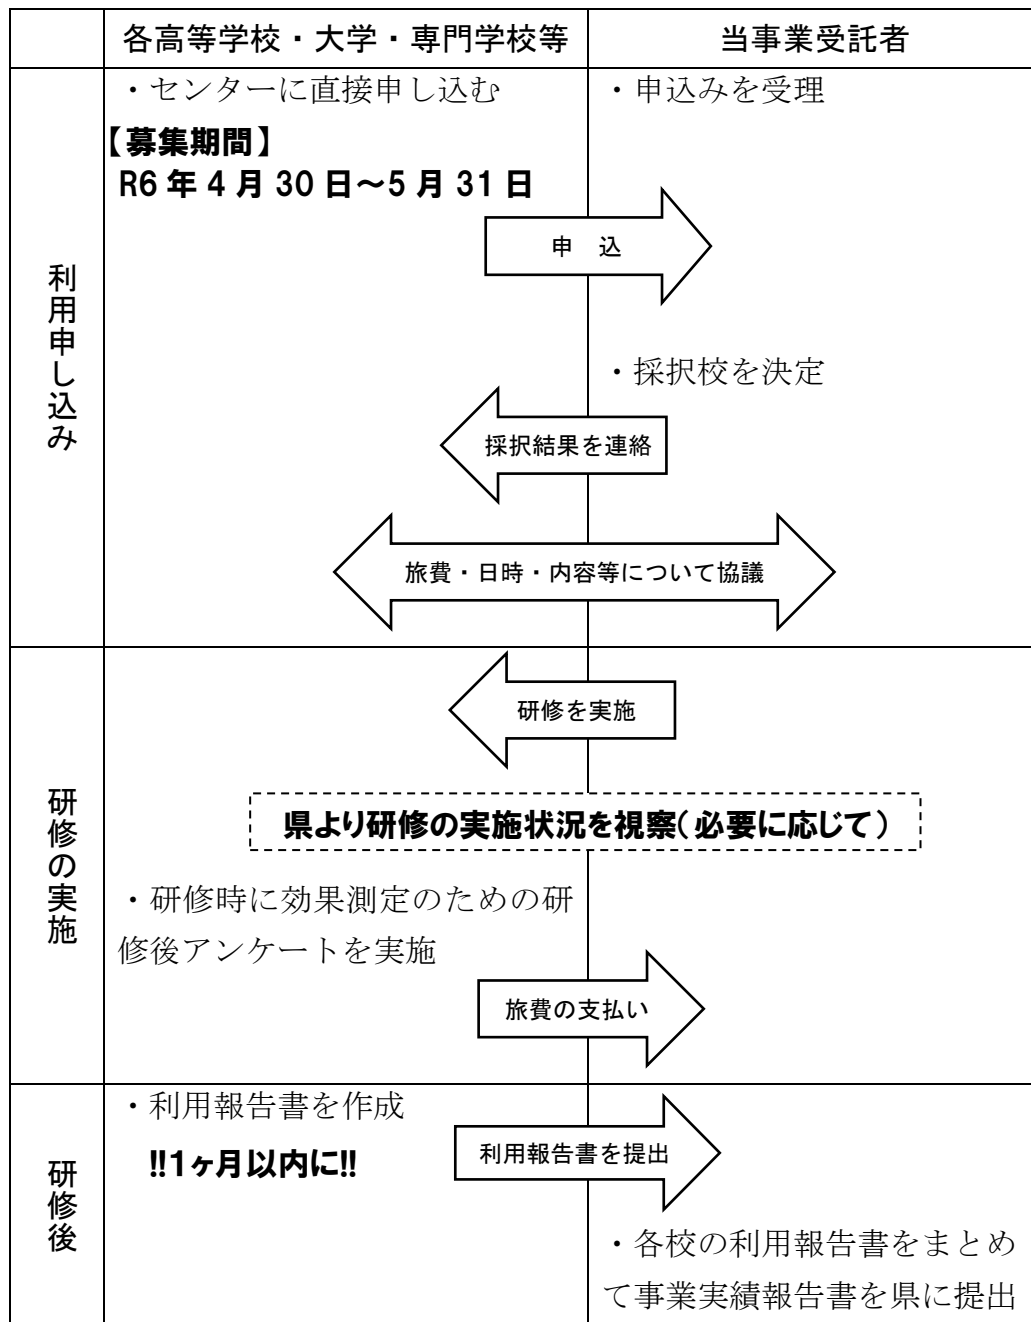 各高等学校・大学・専門学校等
当事業受託者
利用申し込み
・センターに直接申し込む
・申込みを受理
【募集期間】
R6年4月30日～5月31日
申　込
・採択校を決定
採択結果を連絡
旅費・日時・内容等について協議
研修の実施
研修を実施
県より研修の実施状況を視察（必要に応じて）
・研修時に効果測定のための研
修後アンケートを実施
旅費の支払い
研修後
・利用報告書を作成
!!1ヶ月以内に!!
利用報告書を提出
・各校の利用報告書をまとめ
て事業実績報告書を県に提出